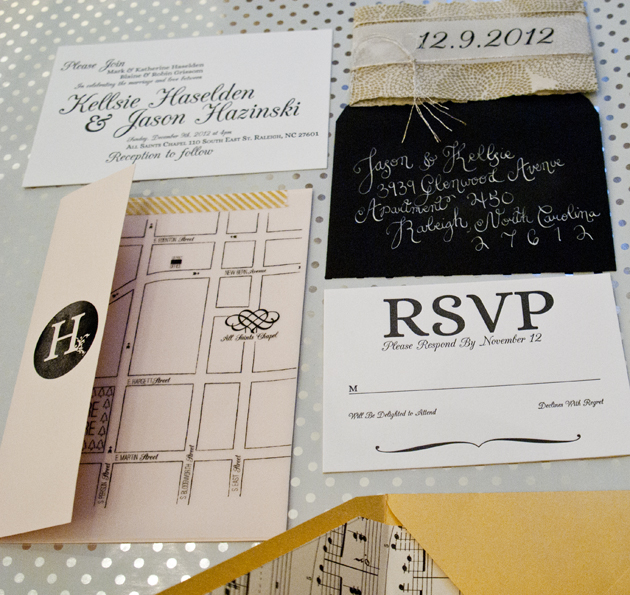 Please Join
Mark & Katherine Haselden
Blaine & Robin Grissom
In celebrating the marriage and true
Kellsie Haselden
& Jason Hazinski
Sunday, December 9th, 2012 at 4pm
All Saints Chapel 110 South East St. Raleigh, NC 27601
Reception to follow
12.9.2012
Jason & Kellsie
3939 Glenwood Avenue
Apartment 450
Raleigh, North Carolina
27612
H
S. Edenton Street
New Bern Avenue
All Saints Chapel
E. Hargett Street
E. Martin Street
S. Person Street
S. Bloodworth Street
S. East Street
RSVP
Please Respond By November 12
M
Will Be Delighted to Attend
Declines With Regret